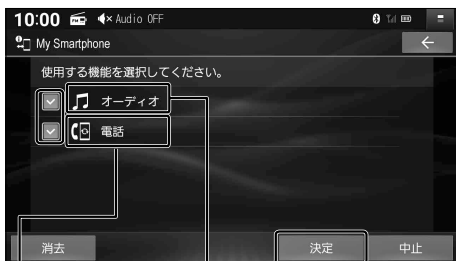 10:00 Audio OFF
My Smartphone
使用する機能を選択してください。
オーディオ
電話
消去 決定 中止